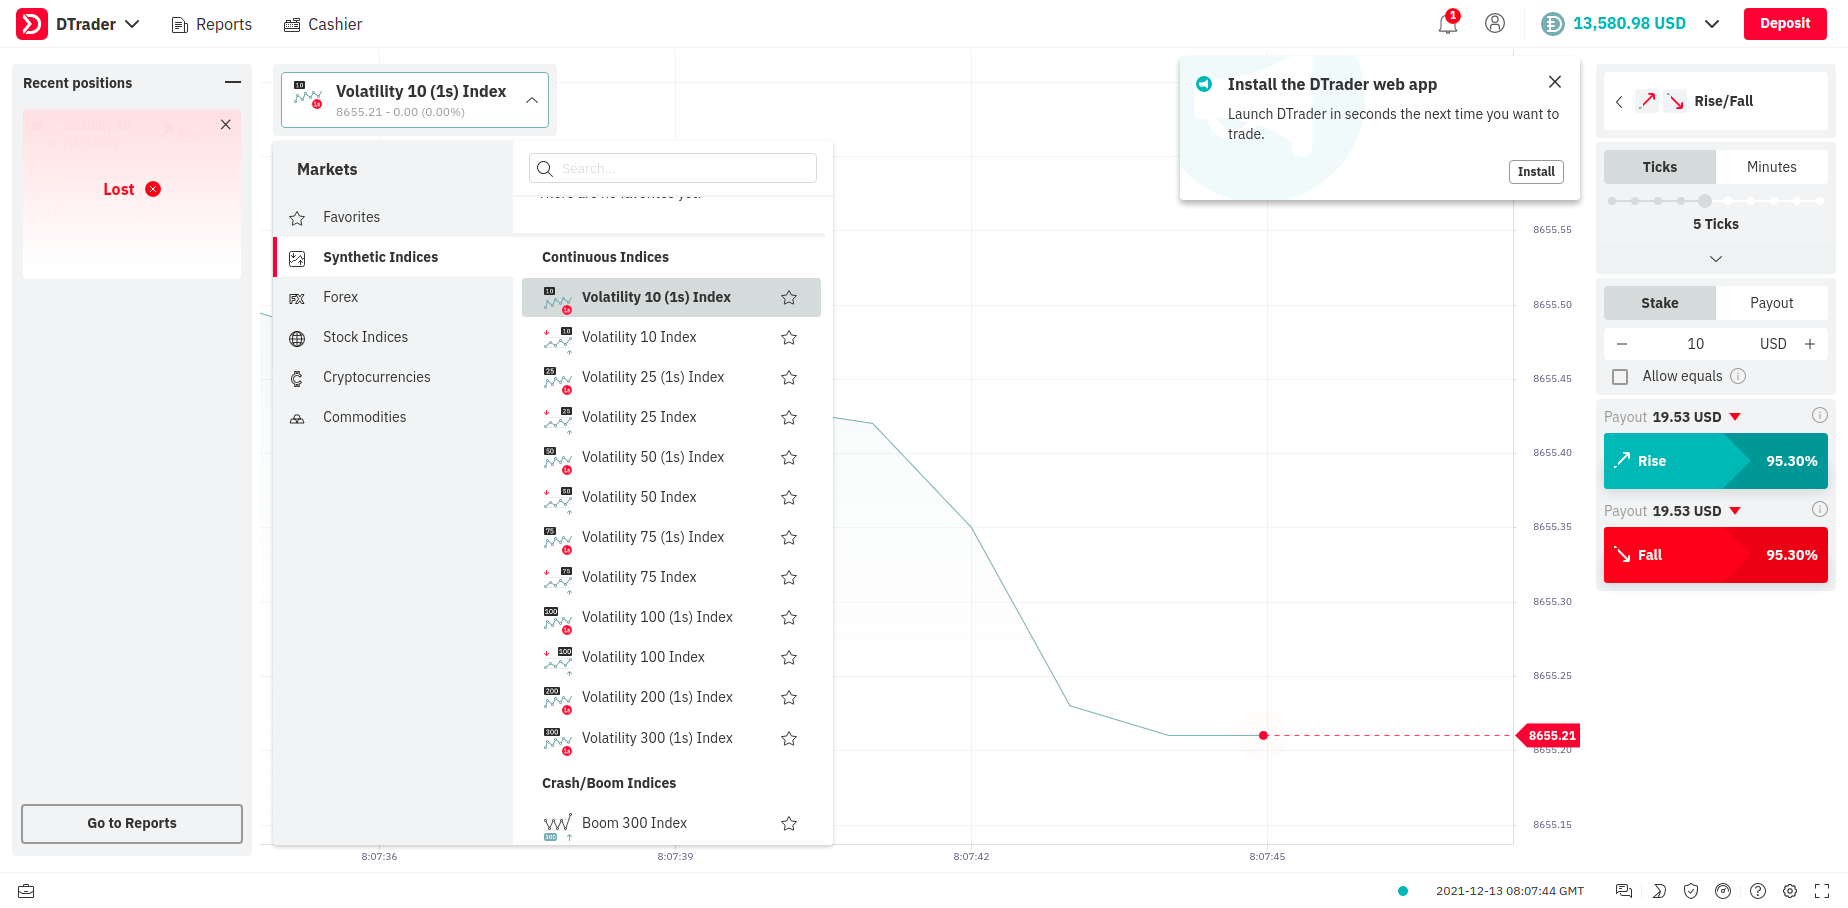 DTrader
Reports
Cashier
1
13,580.98 USD
Deposit
Recent positions
Lost
Go to Reports
Volatility 10 (1s) Index
8655.21 - 0.00 (0.00%)
Markets
Favorites
Synthetic Indices
Forex
Stock Indices
Cryptocurrencies
Commodities
Search...
There are no favorites yet.
Continuous Indices
Volatility 10 (1s) Index
Volatility 10 Index
Volatility 25 (1s) Index
Volatility 25 Index
Volatility 50 (1s) Index
Volatility 50 Index
Volatility 75 (1s) Index
Volatility 75 Index
Volatility 100 (1s) Index
Volatility 100 Index
Volatility 200 (1s) Index
Volatility 300 (1s) Index
Crash/Boom Indices
Boom 300 Index
Install the DTrader web app
Launch DTrader in seconds the next time you want to
trade.
Install
8655.55
8655.50
8655.45
8655.40
8655.35
8655.30
8655.25
8655.21
8655.20
8655.15
8:07:36
8:07:39
8:07:42
8:07:45
Rise/Fall
Ticks
Minutes
5 Ticks
Stake
Payout
10
USD
Allow equals
Payout 19.53 USD
Rise
95.30%
Payout 19.53 USD
Fall
95.30%
2021-12-13 08:07:44 GMT